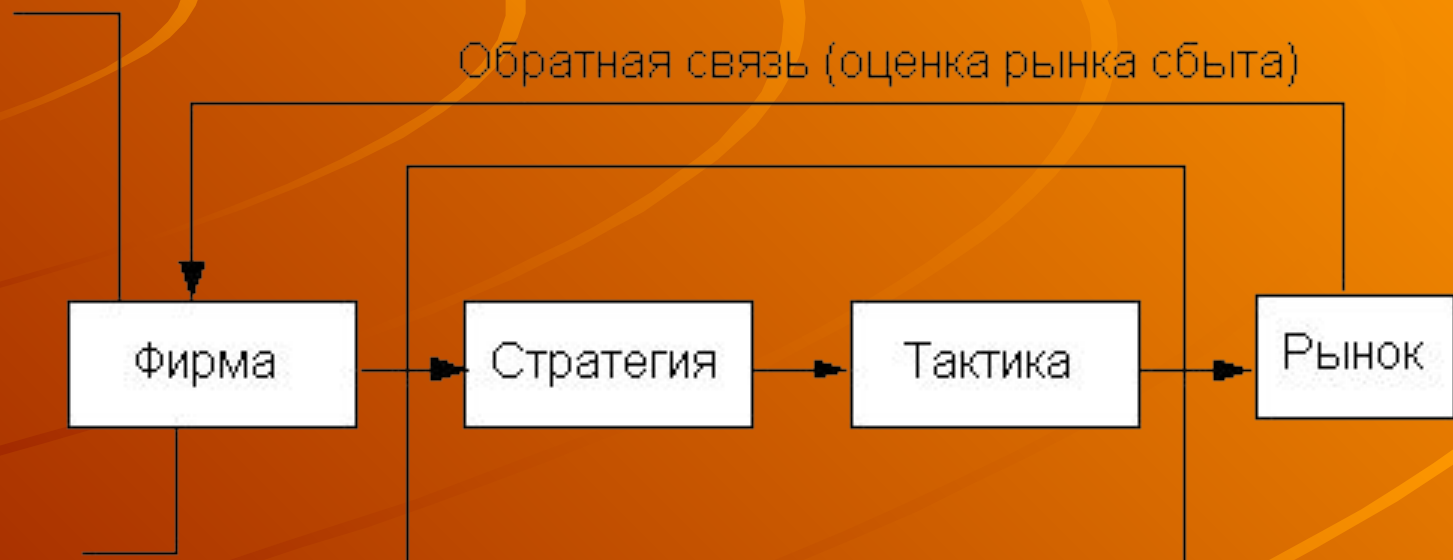 Обратная связь (оценка рынка сбыта)
Фирма
Стратегия
Тактика
Рынок